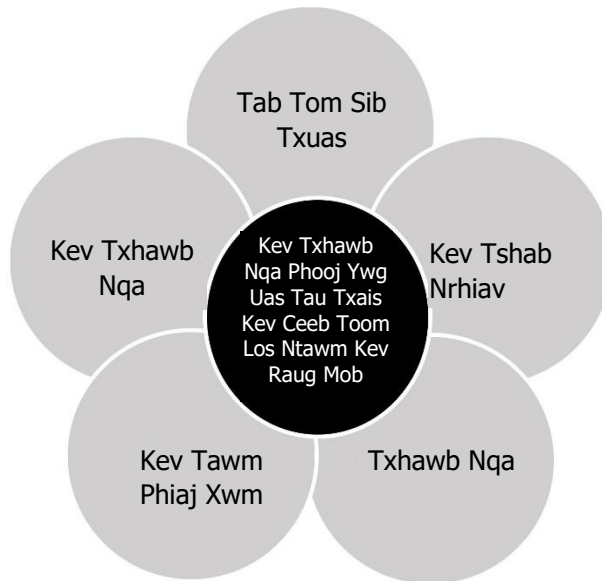 Tab Tom Sib
Txuas
Kev Tshab
Nrhiav
Txhawb Nqa
Kev Tawm
Phiaj Xwm
Kev Txhawb
Nqa
Kev Txhawb
Nqa Phooj Ywg
Uas Tau Txais
Kev Ceeb Toom
Los Ntawm Kev
Raug Mob